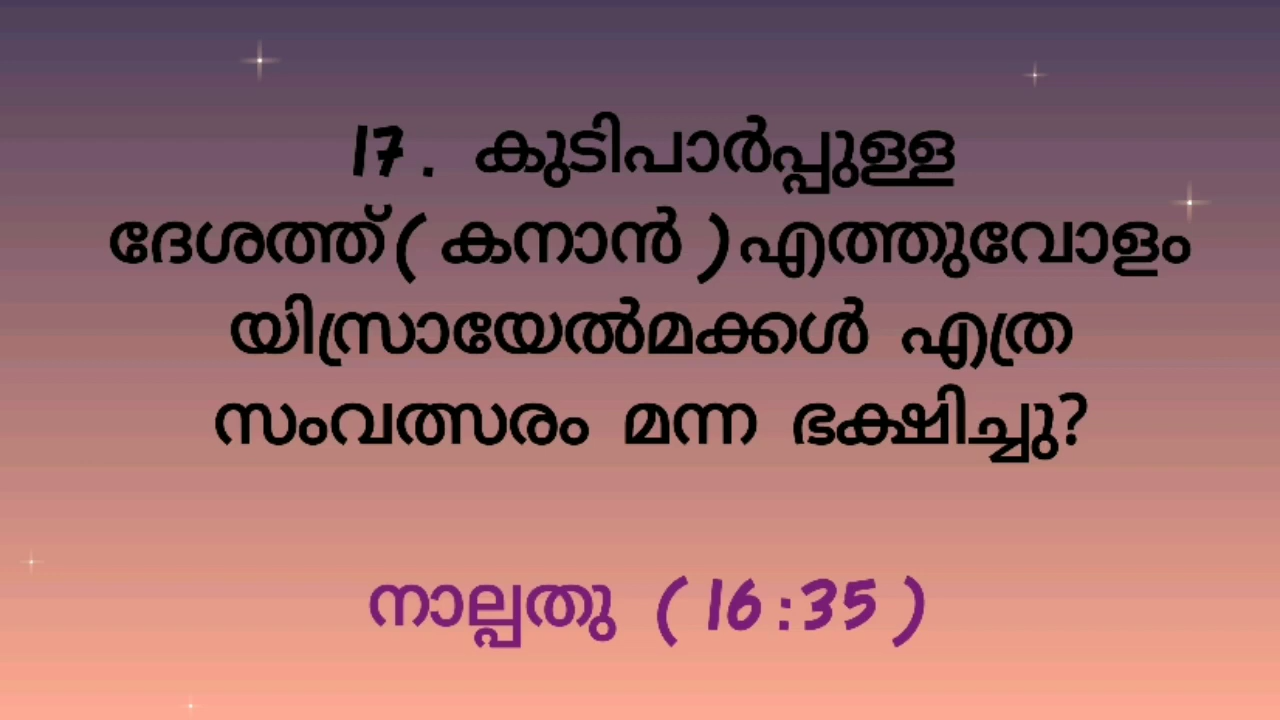 17. കുടിപാർപ്പുള്ള
ദേശത്ത്(കനാൻ)എത്തുവോളം
യിസ്രായേൽമക്കൾ എത്ര
സംവത്സരം മന്ന ഭക്ഷിച്ചു?
നാല്പതു (16:35)